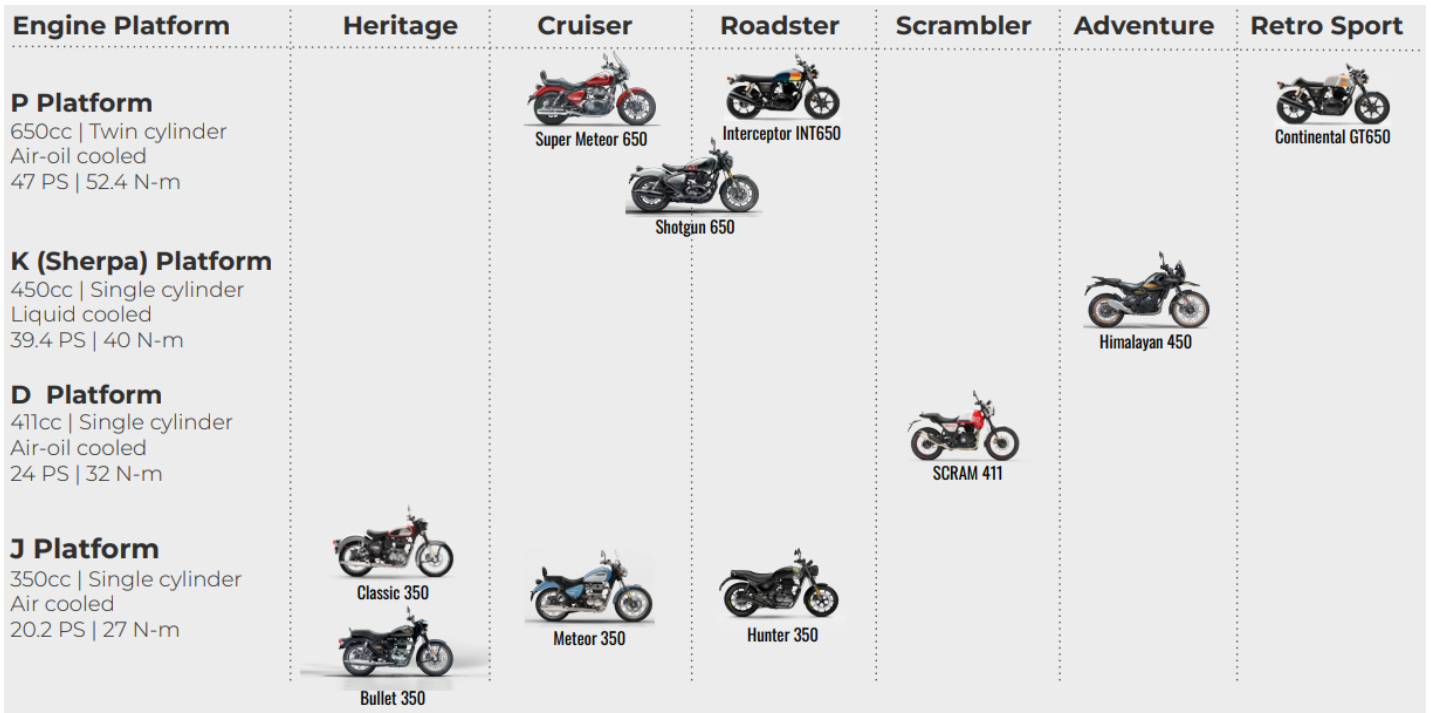 Engine Platform Heritage Cruiser Roadster Scrambler Adventure Retro Sport
P Platform
650cc | Twin cylinder
Air-oil cooled
47 PS | 52.4 N-m
Super Meteor 650
Interceptor INT650
Continental GT650
Shotgun 650
K (Sherpa) Platform
450cc | Single cylinder
Liquid cooled
39.4 PS | 40 N-m
Himalayan 450
D Platform
411cc | Single cylinder
Air-oil cooled
24 PS | 32 N-m
SCRAM 411
J Platform
350cc | Single cylinder
Air cooled
20.2 PS | 27 N-m
Classic 350
Meteor 350
Hunter 350
Bullet 350